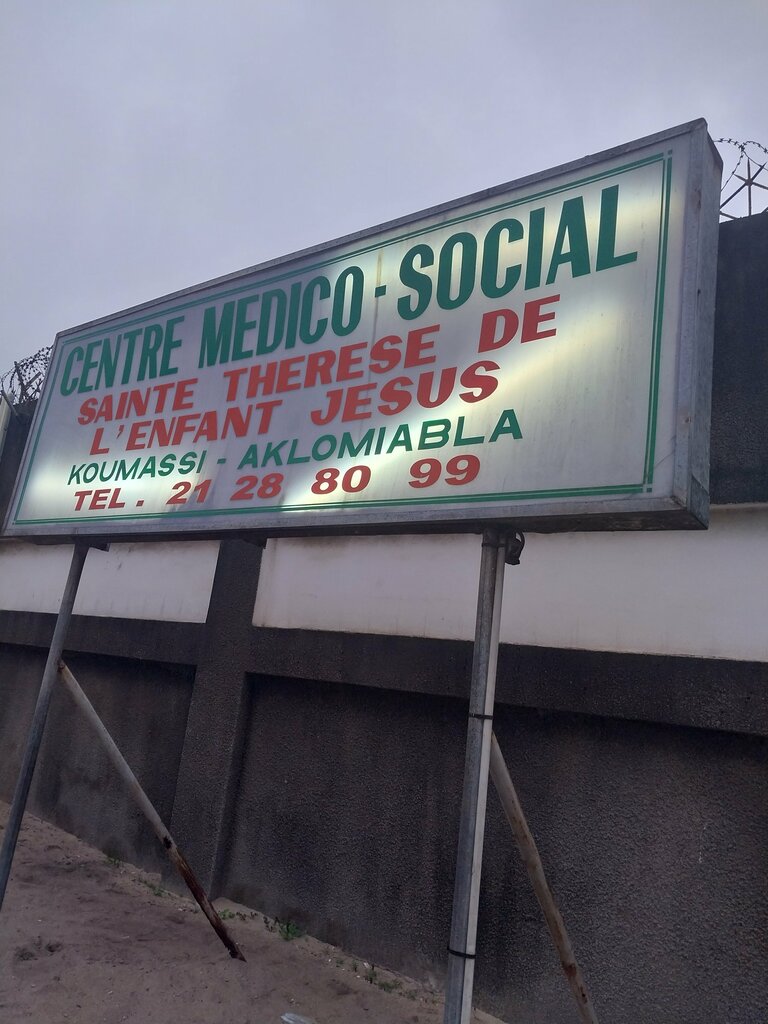 CENTRE MEDICO-SOCIAL
SAINTE THERESE DE
L'ENFANT JESUS
KOUMASSI - AKLOMIABLA
TEL. 21 28 80 99